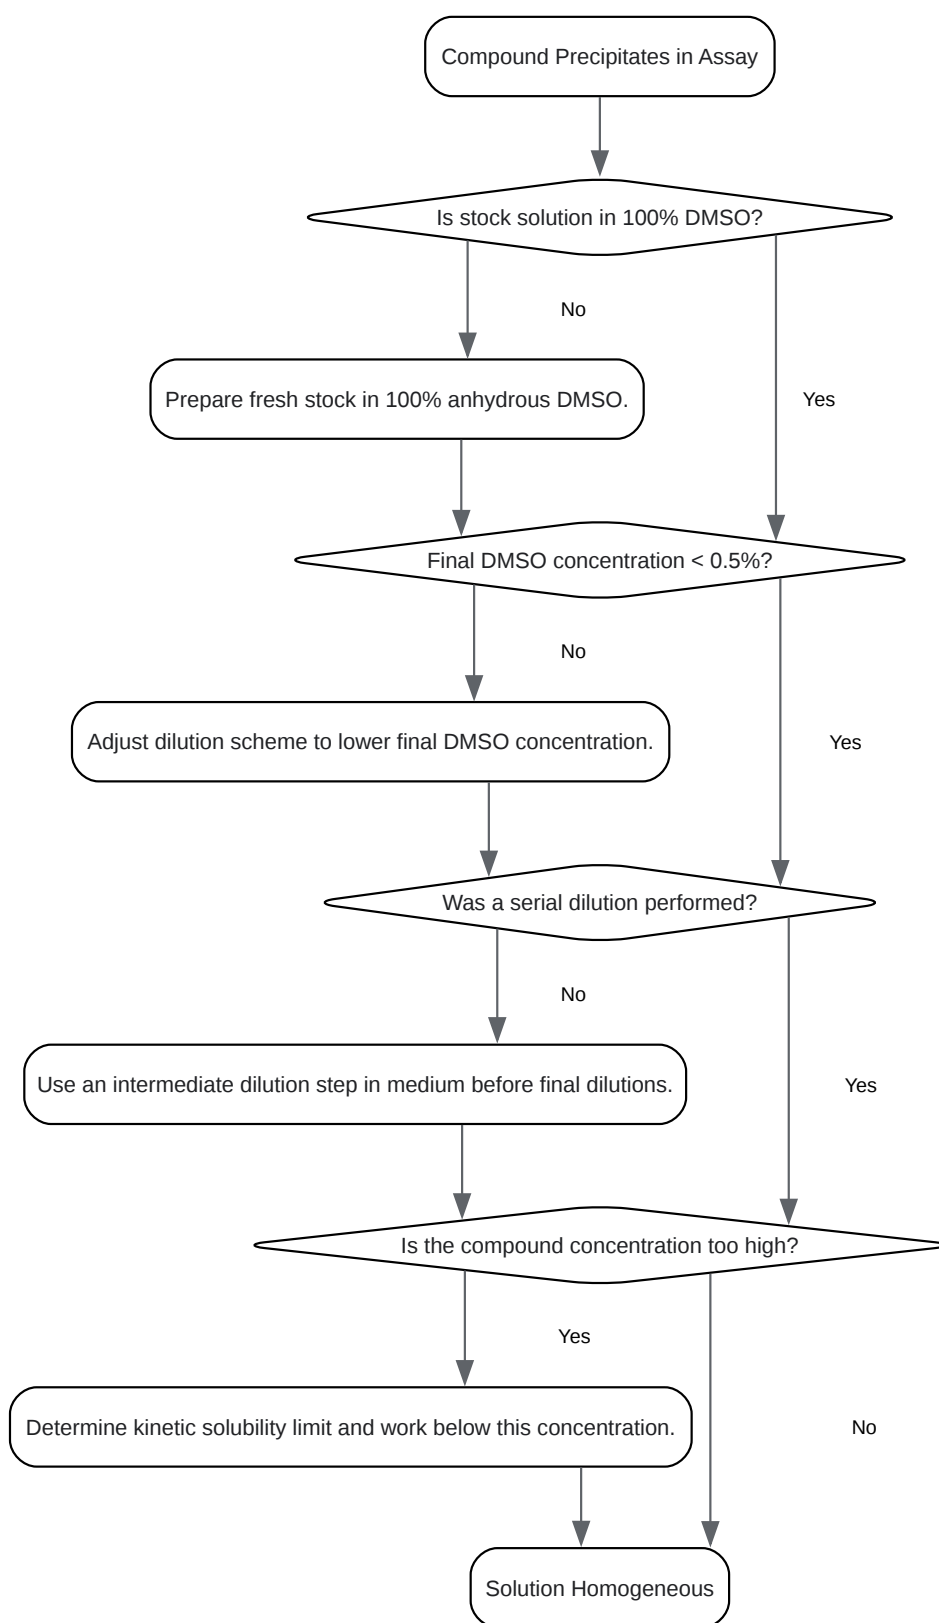 Compound Precipitates in Assay
Is stock solution in 100% DMSO?
No
Prepare fresh stock in 100% anhydrous DMSO.
Yes
Final DMSO concentration < 0.5%?
No
Adjust dilution scheme to lower final DMSO concentration.
Yes
Was a serial dilution performed?
No
Use an intermediate dilution step in medium before final dilutions.
Yes
Is the compound concentration too high?
Yes
Determine kinetic solubility limit and work below this concentration.
No
Solution Homogeneous